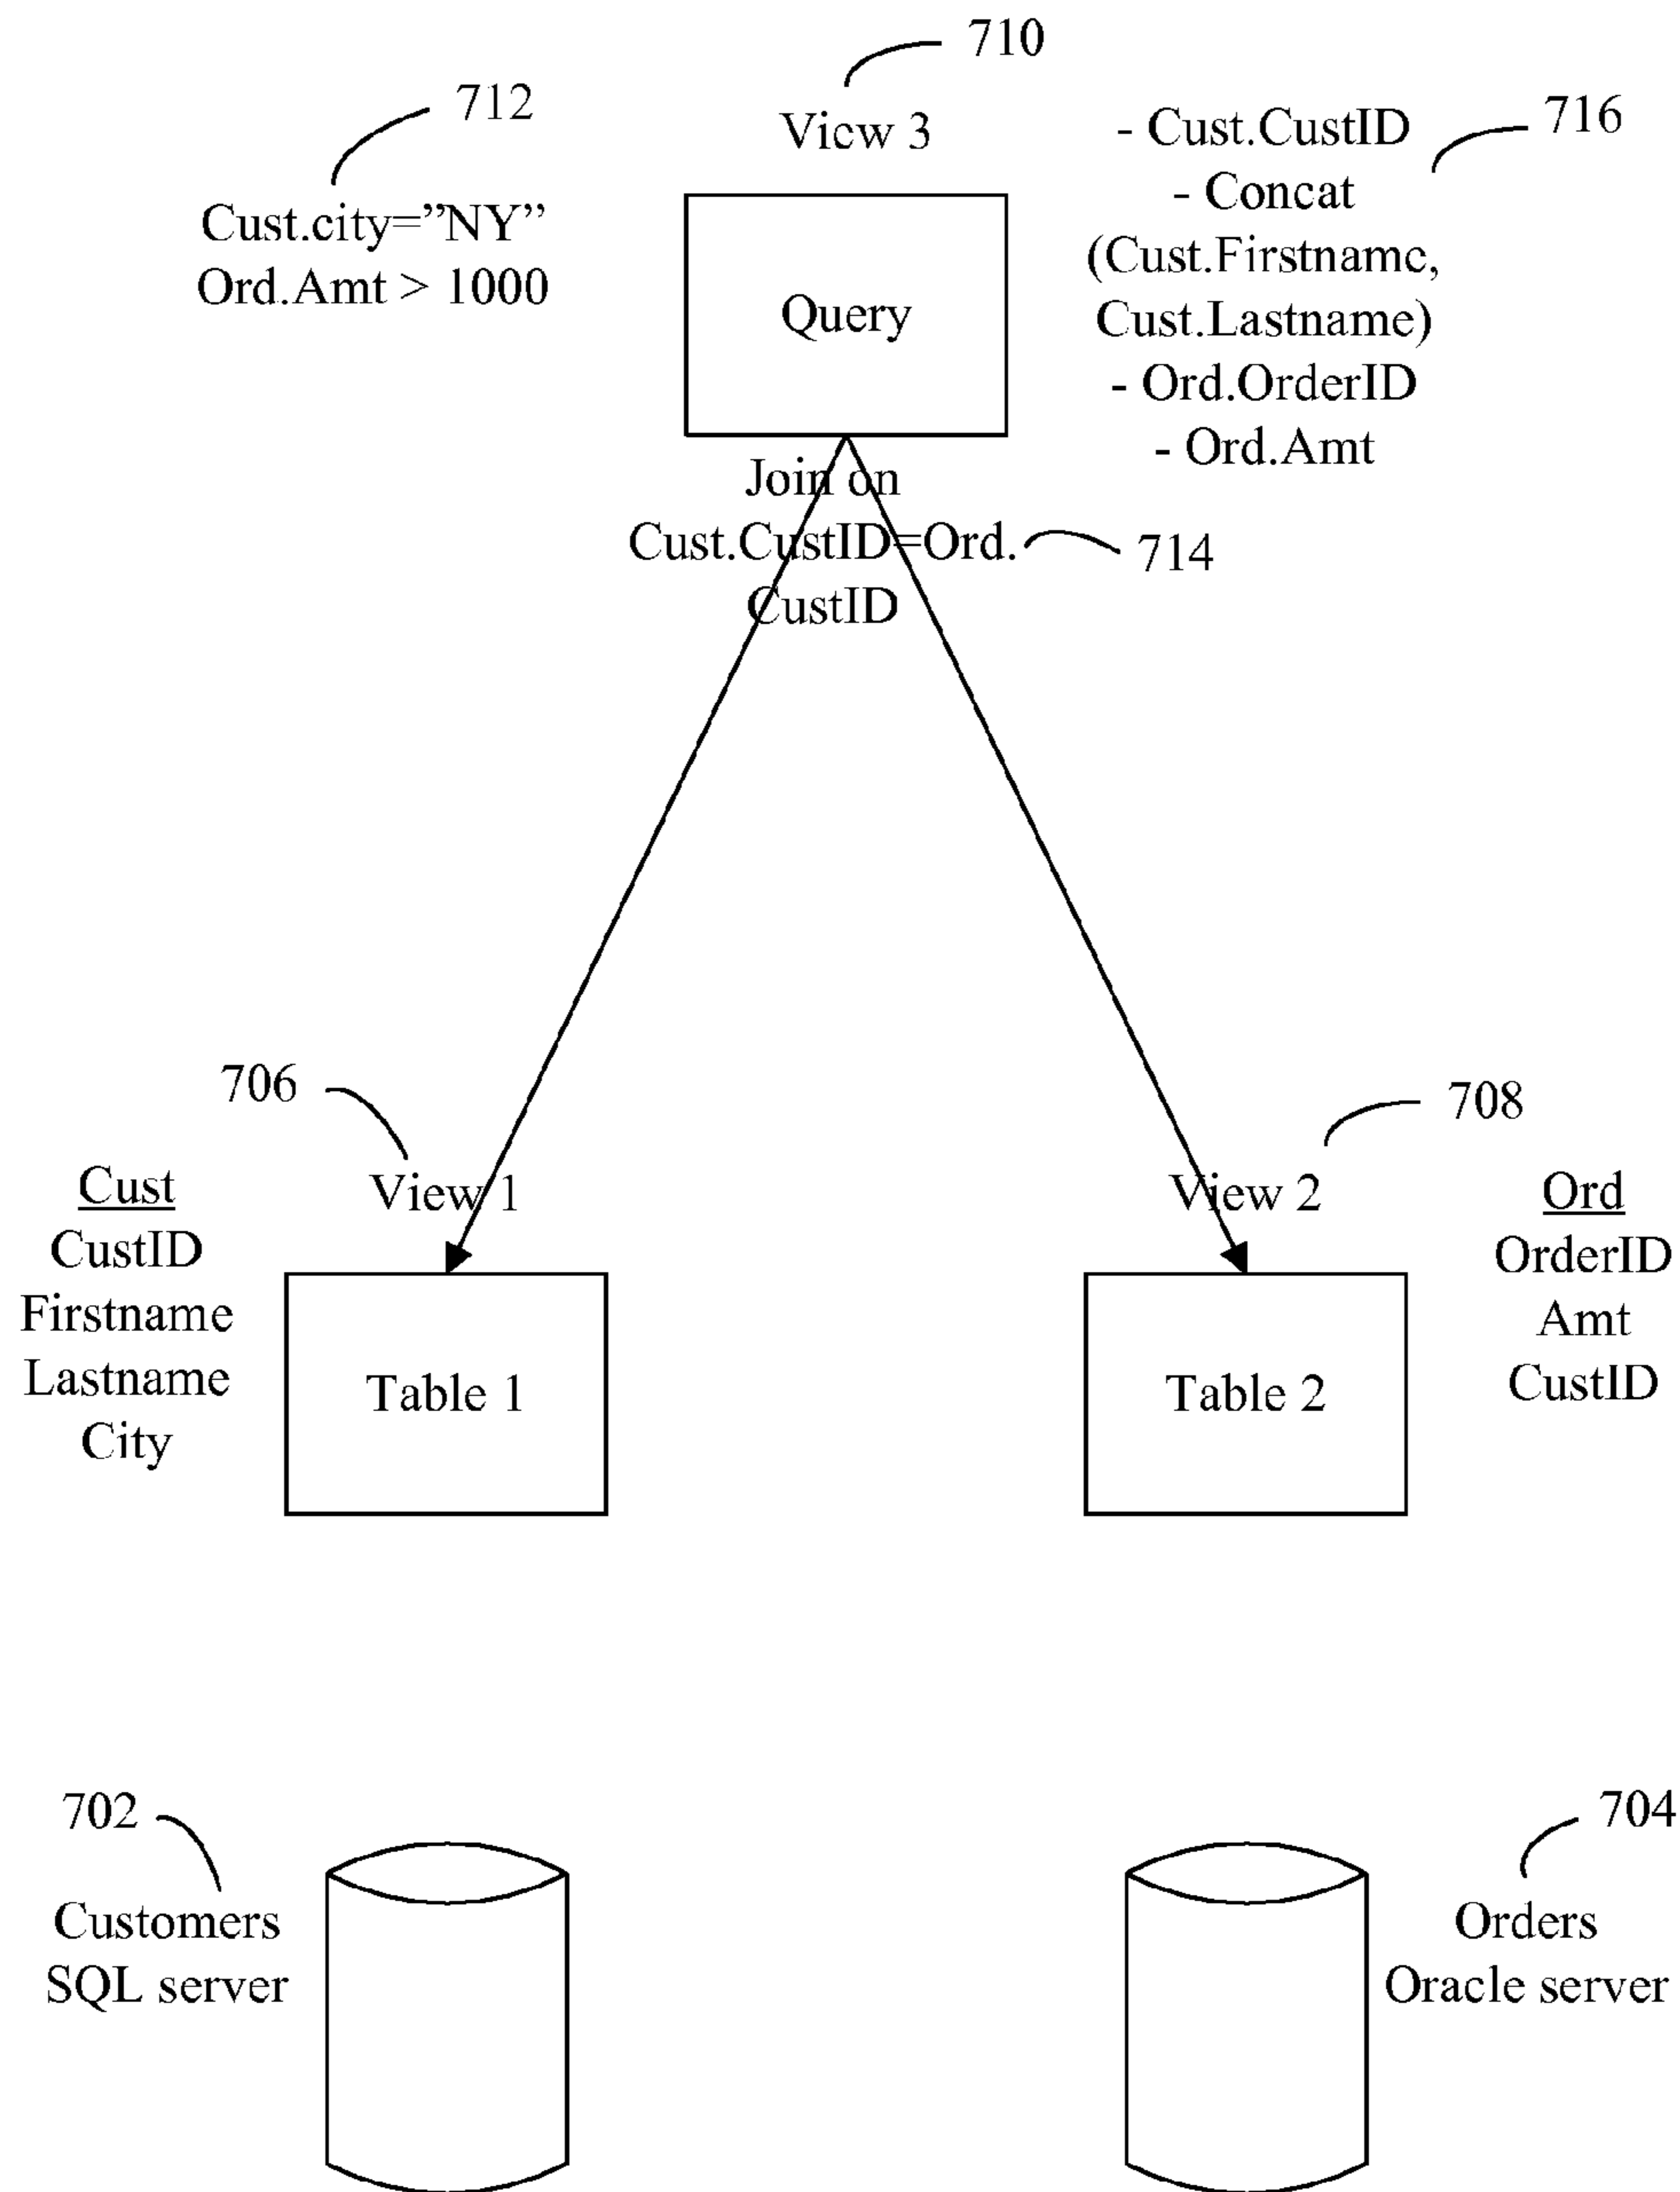 710
712
View 3
- Cust.CustID
716
- Concat
Cust.city=”NY”
(Cust.Firstname,
Ord.Amt > 1000
Query
Cust.Lastname)
- Ord.OrderID
- Ord.Amt
Join on
Cust.CustID=Ord.
714
CustID
706
708
Cust
View 1
View 2
Ord
CustID
OrderID
Firstname
Amt
Lastname
Table 1
Table 2
CustID
City
702
704
Customers
Orders
SQL server
Oracle server